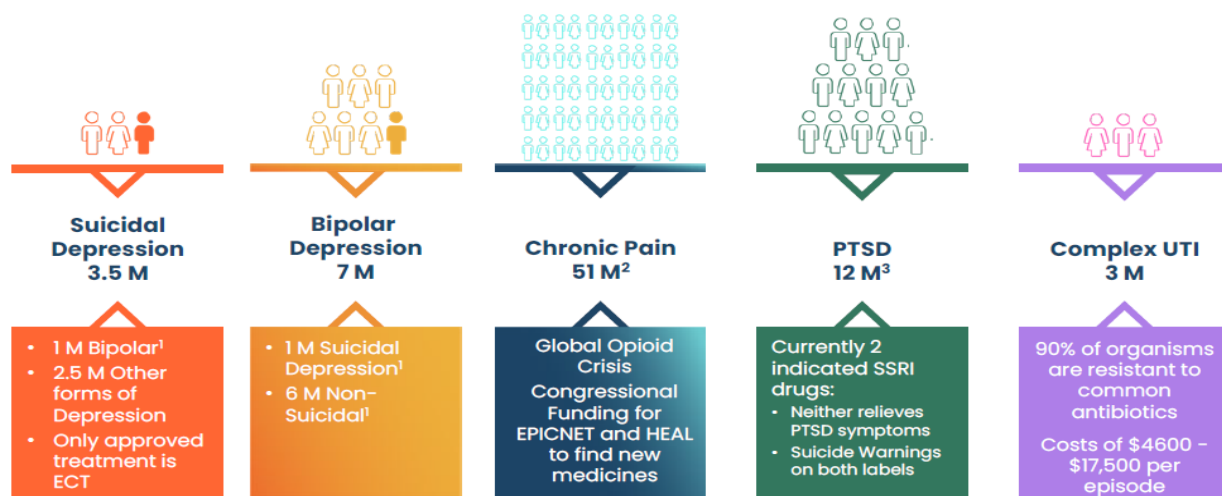 Suicidal
Depression
3.5 M
Bipolar
Depression
7 M
Chronic Pain
51 M²
PTSD
12 M³
Complex UTI
3 M
• 1 M Bipolar¹
• 2.5 M Other
forms of
Depression
• Only approved
treatment is
ECT
• 1 M Suicidal
Depression¹
• 6 M Non-
Suicidal¹
Global Opioid
Crisis
Congressional
Funding for
EPICNET and HEAL
to find new
medicines
Currently 2
indicated SSRI
drugs:
• Neither relieves
PTSD symptoms
• Suicide Warnings
on both labels
90% of organisms
are resistant to
common
antibiotics
Costs of $4600 -
$17,500 per
episode